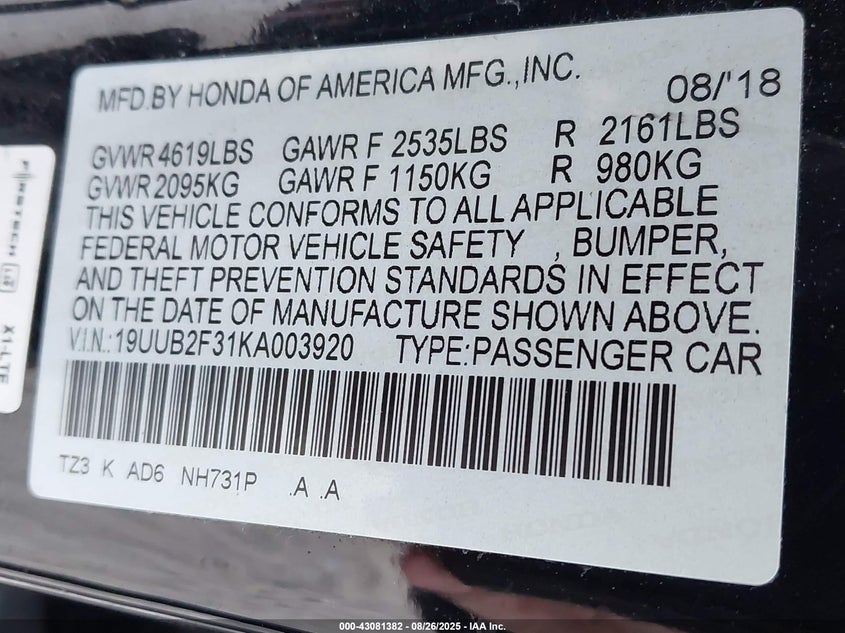 MFD.BY HONDA OF AMERICA MFG.,INC.
08/'18
GVWR 4619LBS GAWR F 2535LBS R 2161LBS
GVWR 2095KG GAWR F 1150KG R 980KG
THIS VEHICLE CONFORMS TO ALL APPLICABLE
FEDERAL MOTOR VEHICLE SAFETY , BUMPER,
AND THEFT PREVENTION STANDARDS IN EFFECT
ON THE DATE OF MANUFACTURE SHOWN ABOVE.
V.I.N.:19UUB2F31KA003920 TYPE:PASSENGER CAR
TZ3 K AD6 NH731P .A .A
FIRSTECH
X1-LTE
000-43081382 - 08/26/2025 - IAA Inc.